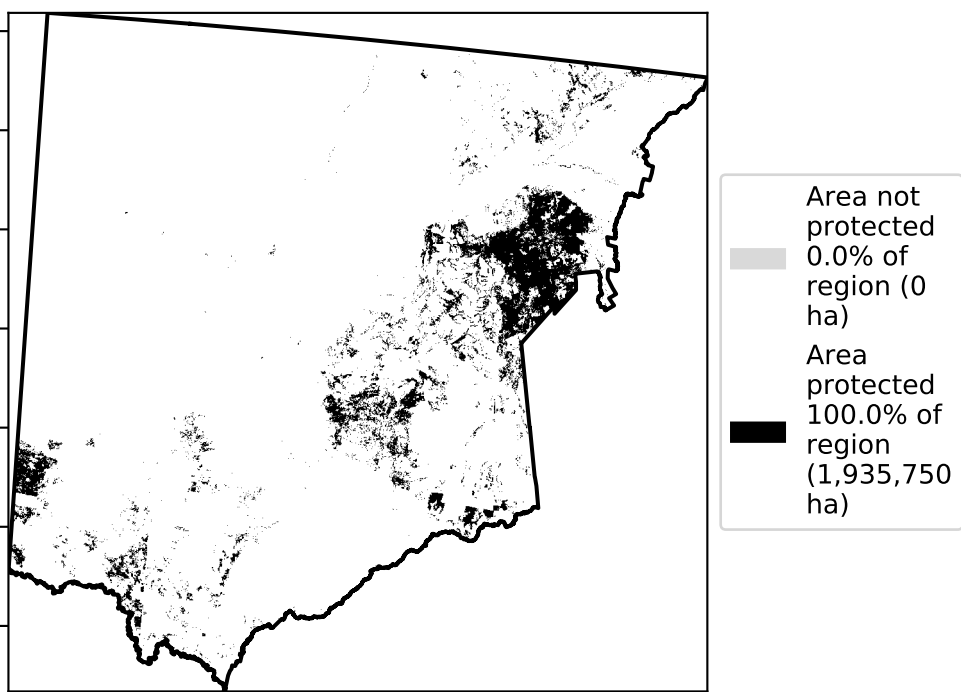 Area not
protected
0.0% of
region (0
ha)
Area
protected
100.0% of
region
(1,935,750
ha)